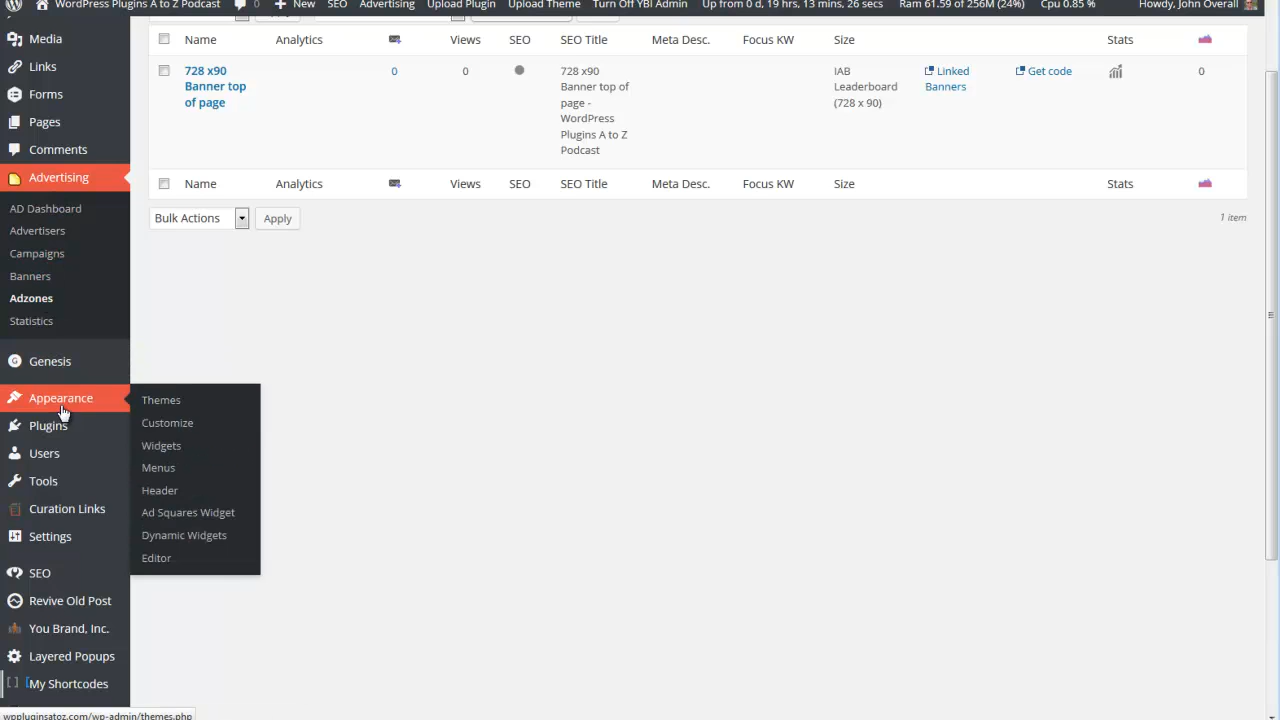 WordPress Plugins A to Z Podcast 0 New SEO Advertising Upload Plugin Upload Theme Turn Off YBI Admin Up from 0 d, 19 hrs, 13 mins, 26 secs Ram 61.59 of 256M (24%) Cpu 0.85 % Howdy, John Overall
Media
Links
Forms
Pages
Comments
Advertising
AD Dashboard
Advertisers
Campaigns
Banners
Adzones
Statistics
Genesis
Appearance
Plugins
Users
Tools
Curation Links
Settings
SEO
Revive Old Post
You Brand, Inc.
Layered Popups
My Shortcodes
Themes
Customize
Widgets
Menus
Header
Ad Squares Widget
Dynamic Widgets
Editor
Name Analytics Views SEO SEO Title Meta Desc. Focus KW Size Stats
728 x90
Banner top
of page
0
0
728 x90
Banner top of
page -
WordPress
Plugins A to Z
Podcast
IAB
Leaderboard
(728 x 90)
Linked
Banners
Get code
0
Name Analytics Views SEO SEO Title Meta Desc. Focus KW Size Stats
Bulk Actions Apply
1 item
wppluginsatoz.com/wp-admin/themes.php